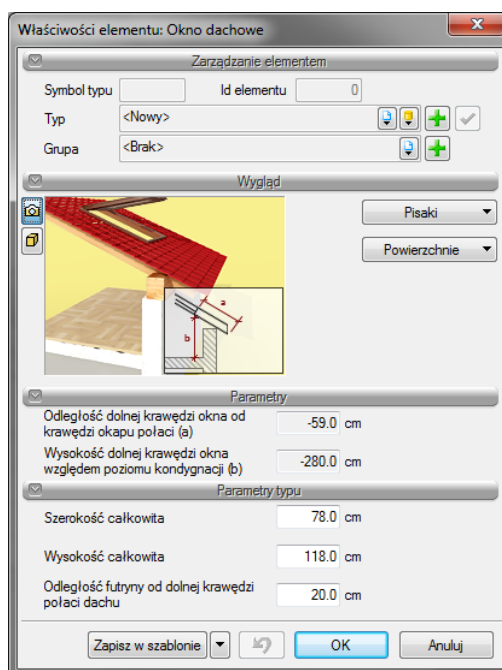 Właściwości elementu: Okno dachowe
Zarządzanie elementem
Symbol typu Id elementu 0
Typ <Nowy>
Grupa <Brak>
Wygląd
Pisaki
Powierzchnie
a
b
Parametry
Odległość dolnej krawędzi okna od
krawędzi okapu połaci (a) -59.0 cm
Wysokość dolnej krawędzi okna
względem poziomu kondygnacji (b) -280.0 cm
Parametry typu
Szerokość całkowita 78.0 cm
Wysokość całkowita 118.0 cm
Odległość futryny od dolnej krawędzi
połaci dachu 20.0 cm
Zapisz w szablonie OK Anuluj